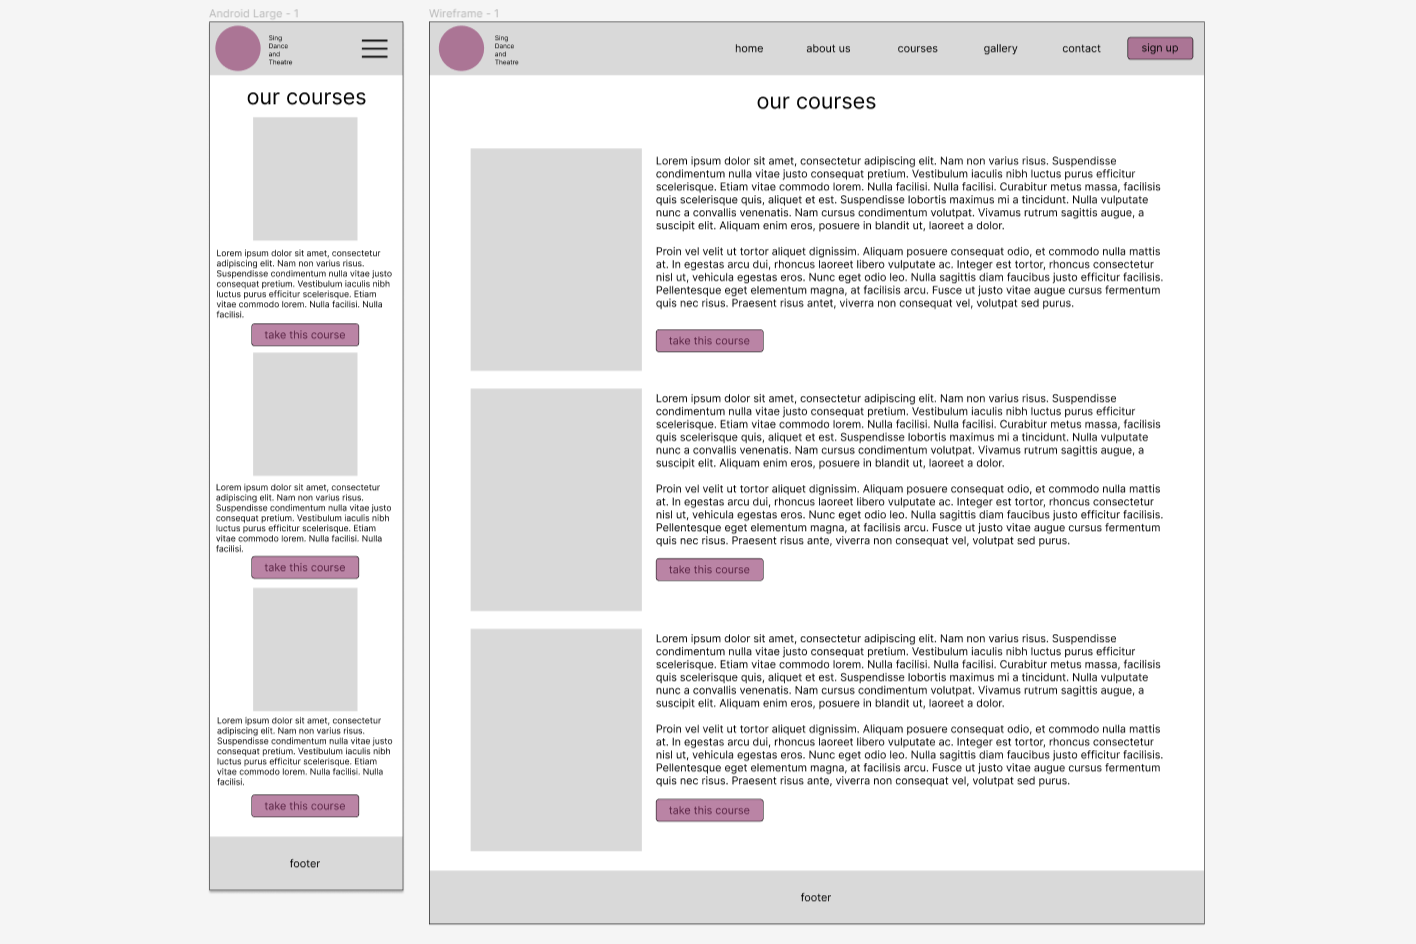 Android Large - 1
Sing
Dance
and
Theatre
our courses
Lorem ipsum dolor sit amet, consectetur
adipiscing elit. Nam non varius risus.
Suspendisse condimentum nulla vitae justo
consequat pretium. Vestibulum iaculis nibh
luctus purus efficitur scelerisque. Etiam
vitae commodo lorem. Nulla facilisi. Nulla
facilisi.
take this course
Lorem ipsum dolor sit amet, consectetur
adipiscing elit. Nam non varius risus.
Suspendisse condimentum nulla vitae justo
consequat pretium. Vestibulum iaculis nibh
luctus purus efficitur scelerisque. Etiam
vitae commodo lorem. Nulla facilisi. Nulla
facilisi.
take this course
Lorem ipsum dolor sit amet, consectetur
adipiscing elit. Nam non varius risus.
Suspendisse condimentum nulla vitae justo
consequat pretium. Vestibulum iaculis nibh
luctus purus efficitur scelerisque. Etiam
vitae commodo lorem. Nulla facilisi. Nulla
facilisi.
take this course
footer
Wireframe - 1
Sing
Dance
and
Theatre
home about us courses gallery contact sign up
our courses
Lorem ipsum dolor sit amet, consectetur adipiscing elit. Nam non varius risus. Suspendisse
condimentum nulla vitae justo consequat pretium. Vestibulum iaculis nibh luctus purus efficitur
scelerisque. Etiam vitae commodo lorem. Nulla facilisi. Nulla facilisi. Curabitur metus massa, facilisis
quis scelerisque quis, aliquet et est. Suspendisse lobortis maximus mi a tincidunt. Nulla vulputate
nunc a convallis venenatis. Nam cursus condimentum volutpat. Vivamus rutrum sagittis augue, a
suscipit elit. Aliquam enim eros, posuere in blandit ut, laoreet a dolor.
Proin vel velit ut tortor aliquet dignissim. Aliquam posuere consequat odio, et commodo nulla mattis
at. In egestas arcu dui, rhoncus laoreet libero vulputate ac. Integer est tortor, rhoncus consectetur
nisl ut, vehicula egestas eros. Nunc eget odio leo. Nulla sagittis diam faucibus justo efficitur facilisis.
Pellentesque eget elementum magna, at facilisis arcu. Fusce ut justo vitae augue cursus fermentum
quis nec risus. Praesent risus antet, viverra non consequat vel, volutpat sed purus.
take this course
Lorem ipsum dolor sit amet, consectetur adipiscing elit. Nam non varius risus. Suspendisse
condimentum nulla vitae justo consequat pretium. Vestibulum iaculis nibh luctus purus efficitur
scelerisque. Etiam vitae commodo lorem. Nulla facilisi. Nulla facilisi. Curabitur metus massa, facilisis
quis scelerisque quis, aliquet et est. Suspendisse lobortis maximus mi a tincidunt. Nulla vulputate
nunc a convallis venenatis. Nam cursus condimentum volutpat. Vivamus rutrum sagittis augue, a
suscipit elit. Aliquam enim eros, posuere in blandit ut, laoreet a dolor.
Proin vel velit ut tortor aliquet dignissim. Aliquam posuere consequat odio, et commodo nulla mattis
at. In egestas arcu dui, rhoncus laoreet libero vulputate ac. Integer est tortor, rhoncus consectetur
nisl ut, vehicula egestas eros. Nunc eget odio leo. Nulla sagittis diam faucibus justo efficitur facilisis.
Pellentesque eget elementum magna, at facilisis arcu. Fusce ut justo vitae augue cursus fermentum
quis nec risus. Praesent risus ante, viverra non consequat vel, volutpat sed purus.
take this course
Lorem ipsum dolor sit amet, consectetur adipiscing elit. Nam non varius risus. Suspendisse
condimentum nulla vitae justo consequat pretium. Vestibulum iaculis nibh luctus purus efficitur
scelerisque. Etiam vitae commodo lorem. Nulla facilisi. Nulla facilisi. Curabitur metus massa, facilisis
quis scelerisque quis, aliquet et est. Suspendisse lobortis maximus mi a tincidunt. Nulla vulputate
nunc a convallis venenatis. Nam cursus condimentum volutpat. Vivamus rutrum sagittis augue, a
suscipit elit. Aliquam enim eros, posuere in blandit ut, laoreet a dolor.
Proin vel velit ut tortor aliquet dignissim. Aliquam posuere consequat odio, et commodo nulla mattis
at. In egestas arcu dui, rhoncus laoreet libero vulputate ac. Integer est tortor, rhoncus consectetur
nisl ut, vehicula egestas eros. Nunc eget odio leo. Nulla sagittis diam faucibus justo efficitur facilisis.
Pellentesque eget elementum magna, at facilisis arcu. Fusce ut justo vitae augue cursus fermentum
quis nec risus. Praesent risus ante, viverra non consequat vel, volutpat sed purus.
take this course
footer